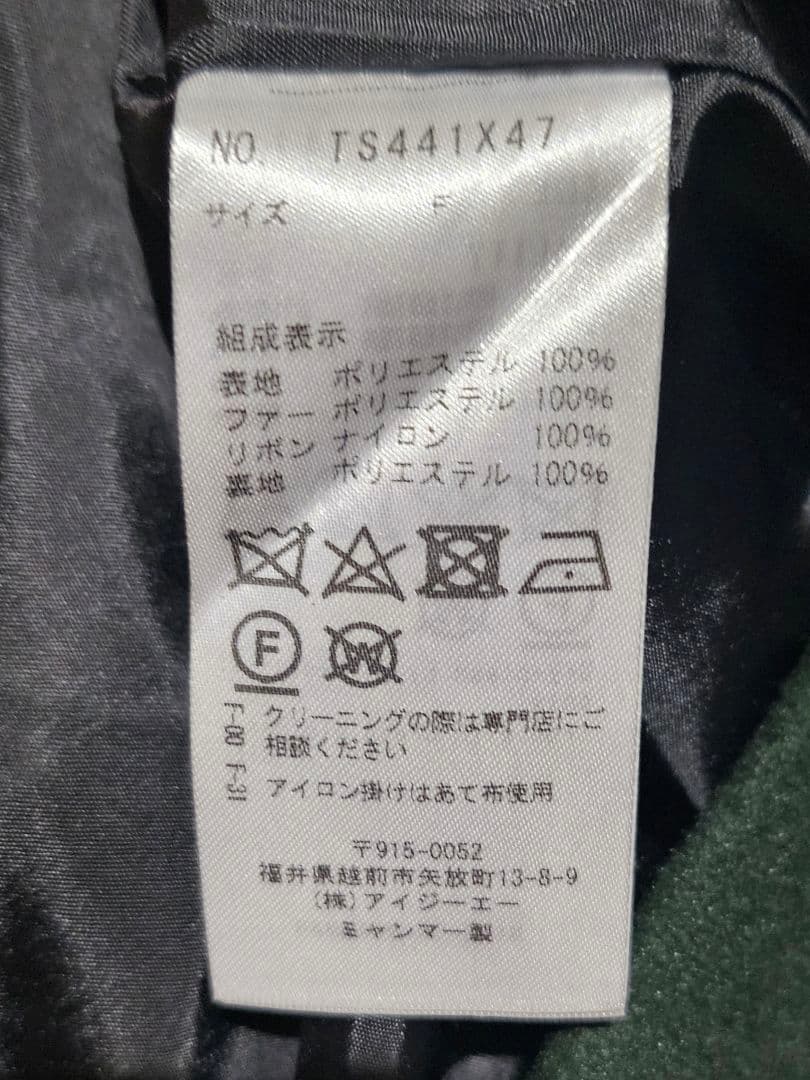 NO. TS441X47
サイズ F
組成表示
表地 ポリエステル 100%
ファー ポリエステル 100%
リボン ナイロン 100%
裏地 ポリエステル 100%
F
W
F-00 クリーニングの際は専門店にご
相談ください
F-31 アイロン掛けはあて布使用
〒915-0052
福井県越前市矢放町13-8-9
(株)アイジーエー
ミャンマー製